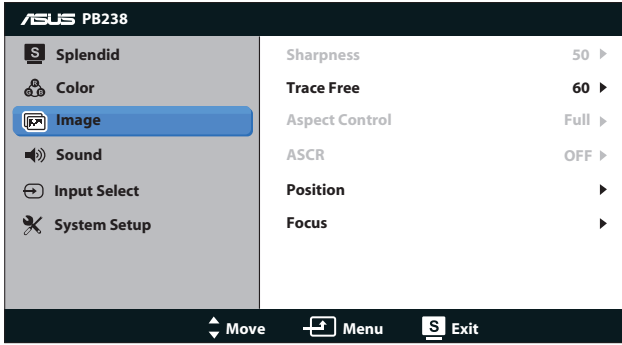 ASUS PB238
S Splendid
R G B Color
Image
Sound
Input Select
System Setup
Sharpness 50
Trace Free 60
Aspect Control Full
ASCR OFF
Position
Focus
Move Menu S Exit